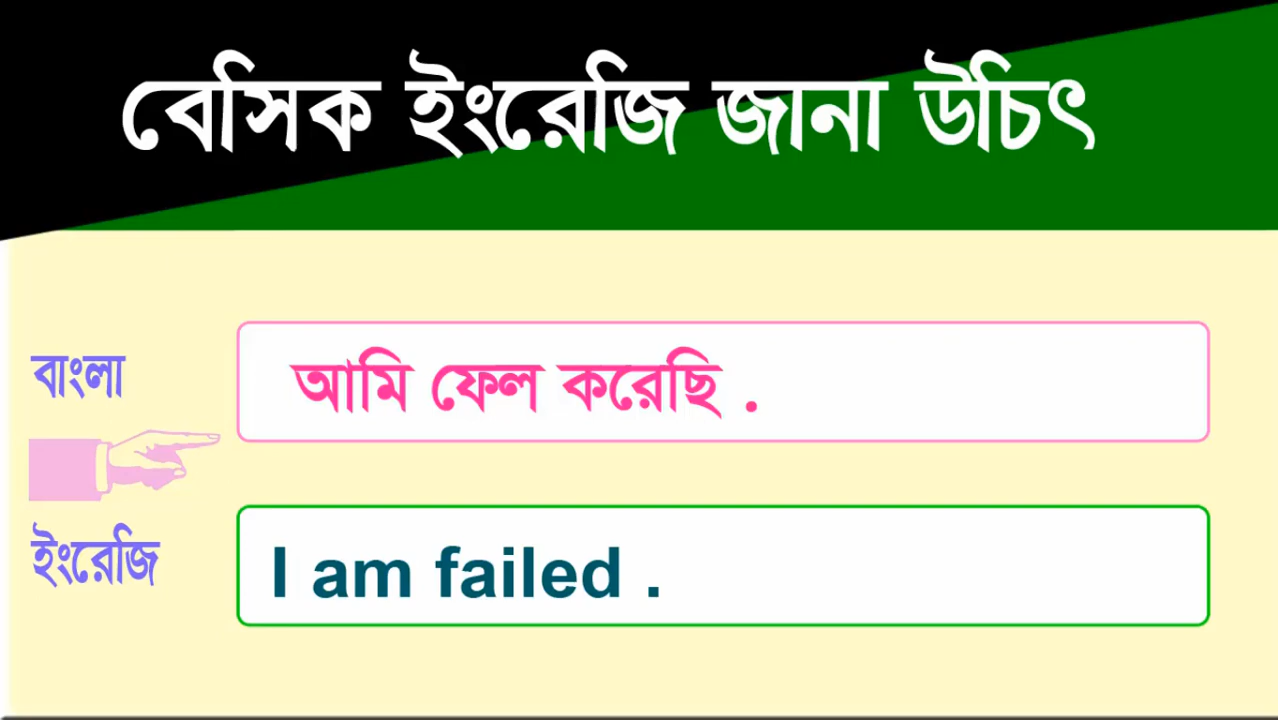 বেসিক ইংরেজি জানা উচিৎ
বাংলা
আমি ফেল করেছি .
ইংরেজি
I am failed .